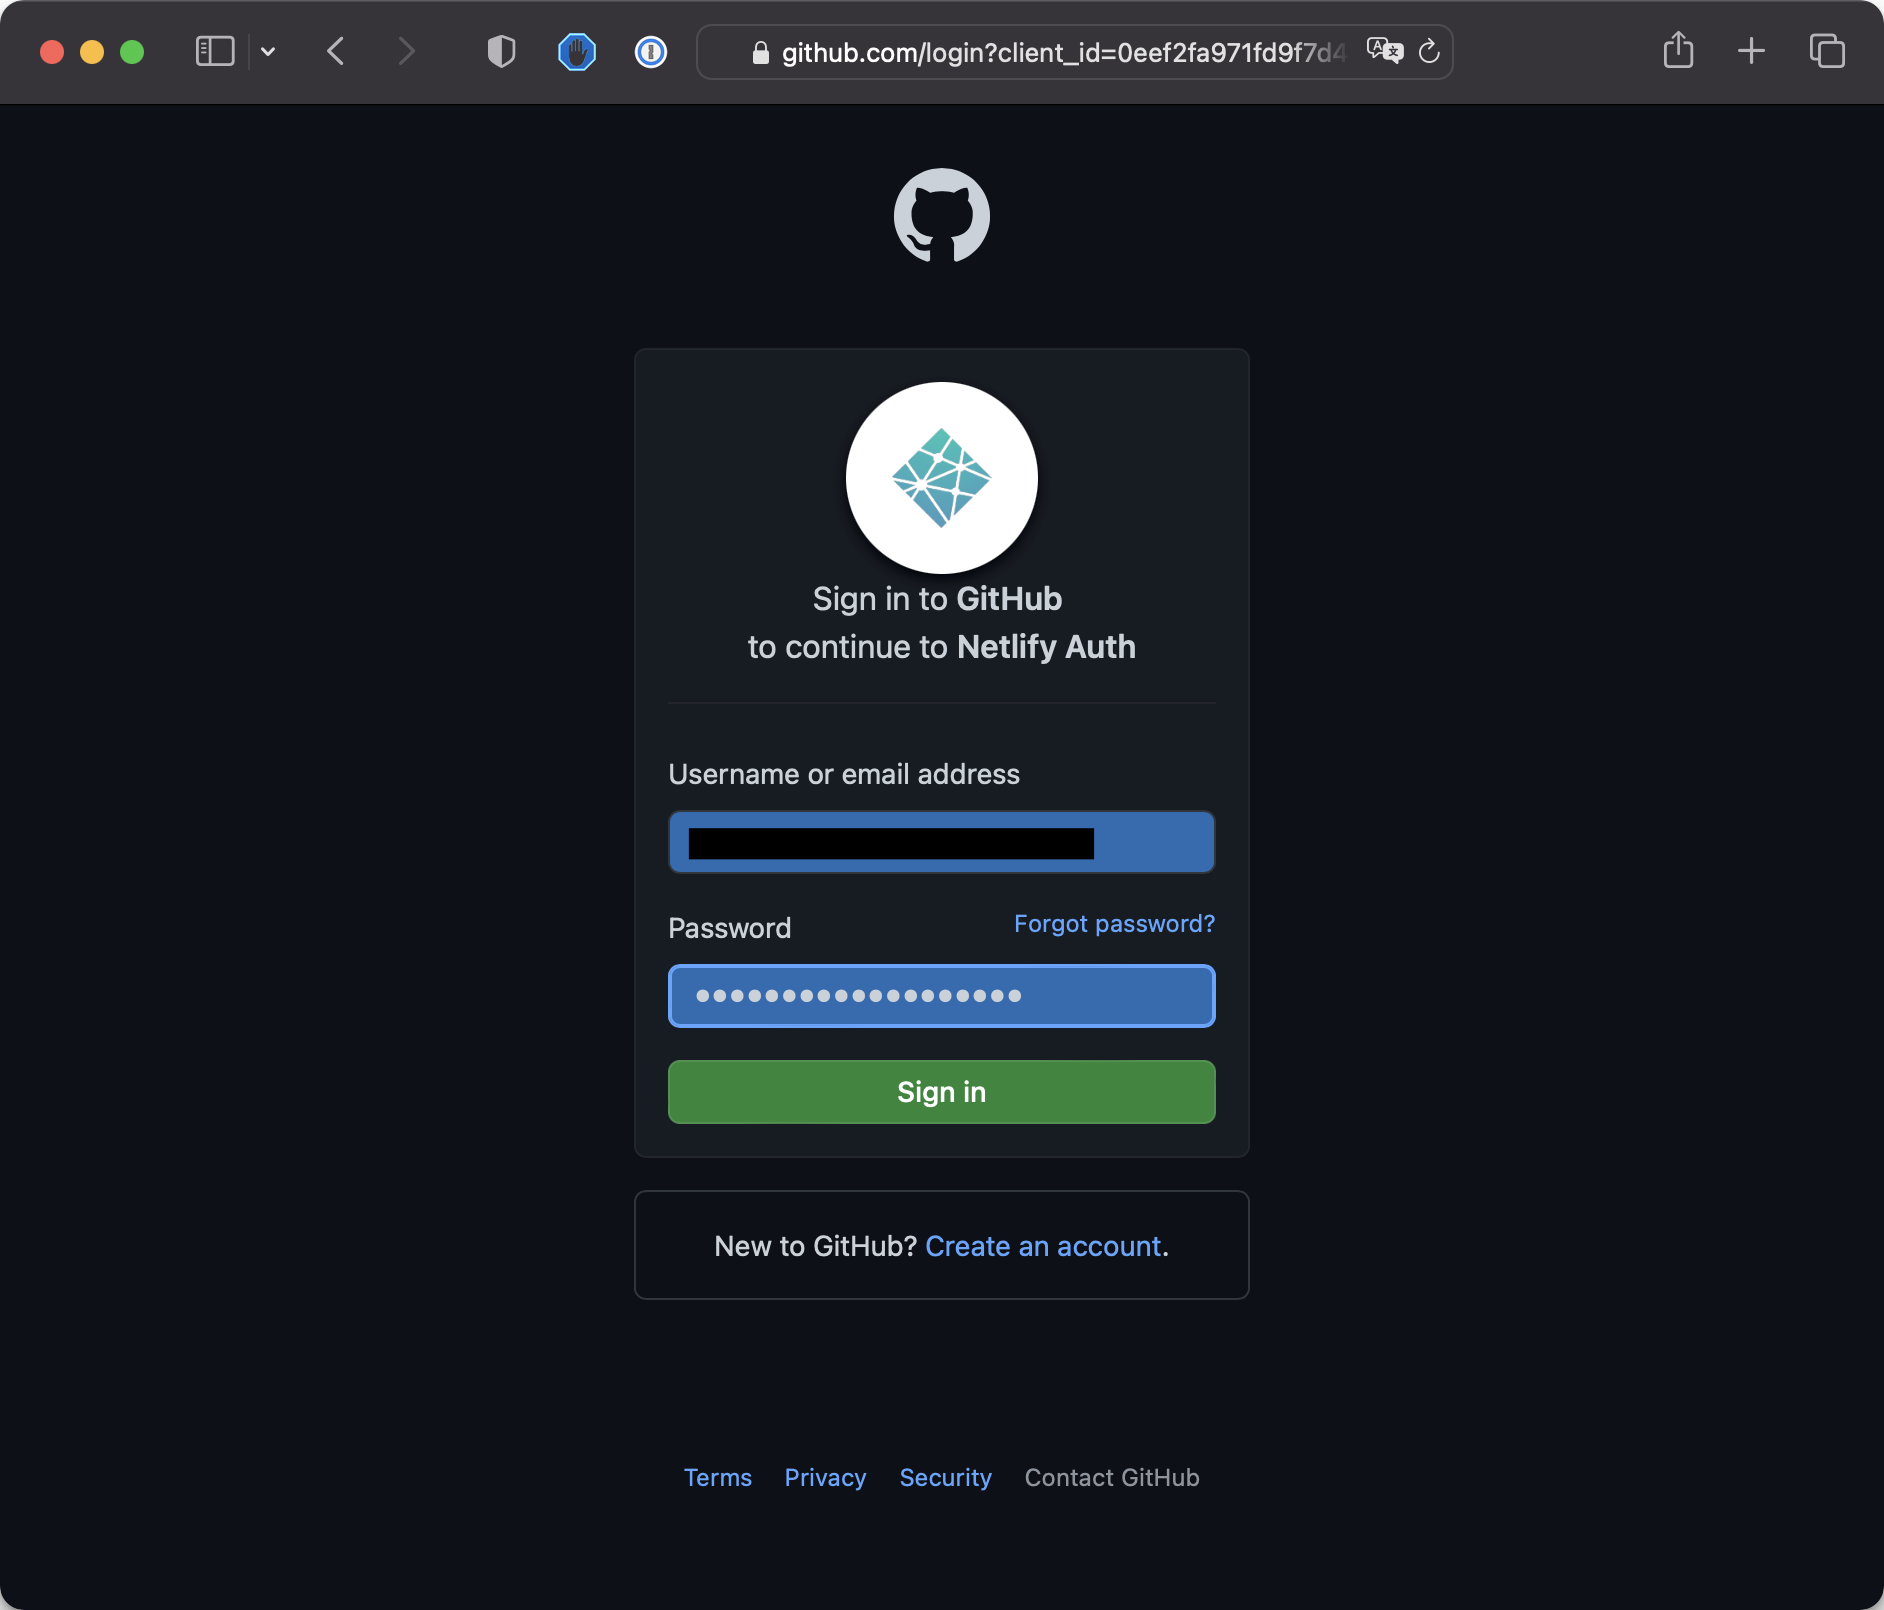 github.com/login?client_id=0eef2fa971fd9f7d4
Sign in to GitHub
to continue to Netlify Auth
Username or email address
Password
Forgot password?
Sign in
New to GitHub? Create an account.
Terms
Privacy
Security
Contact GitHub